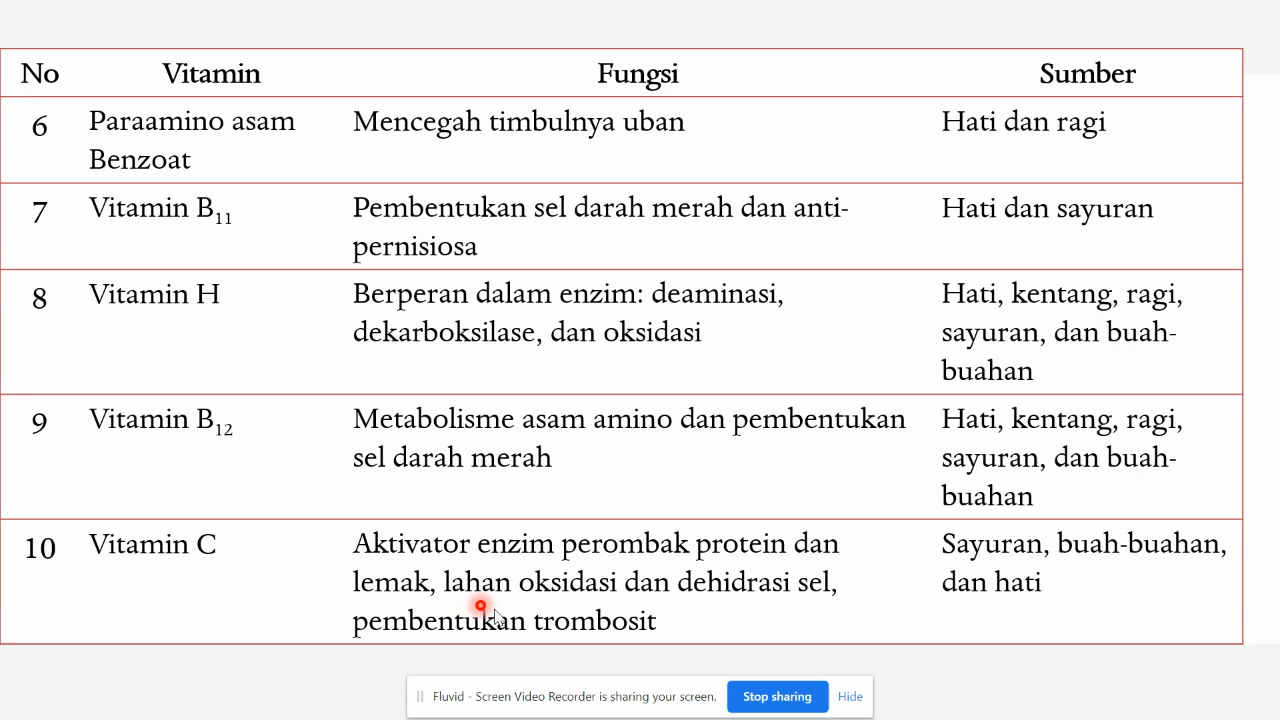 No Vitamin Fungsi Sumber
6 Paraamino asam Mencegah timbulnya uban Hati dan ragi
Benzoat
7 Vitamin B11 Pembentukan sel darah merah dan anti- Hati dan sayuran
pernisiosa
8 Vitamin H Berperan dalam enzim: deaminasi, Hati, kentang, ragi,
dekarboksilase, dan oksidasi sayuran, dan buah-
buahan
9 Vitamin B12 Metabolisme asam amino dan pembentukan Hati, kentang, ragi,
sel darah merah sayuran, dan buah-
buahan
10 Vitamin C Aktivator enzim perombak protein dan Sayuran, buah-buahan,
lemak, lahan oksidasi dan dehidrasi sel, dan hati
pembentukan trombosit
Fluvid - Screen Video Recorder is sharing your screen. Stop sharing Hide